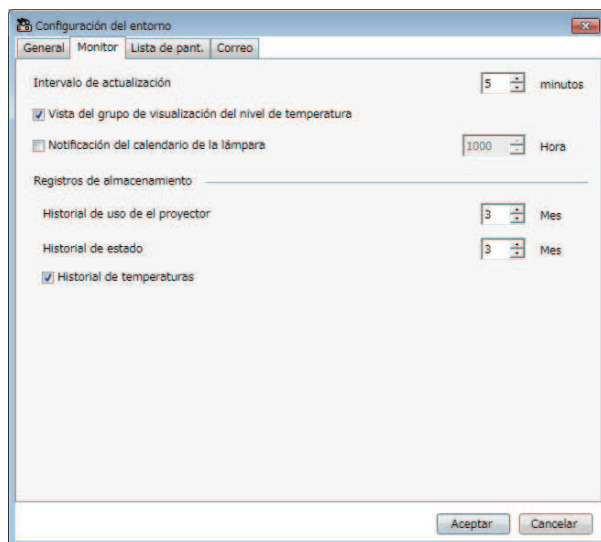 Configuración del entorno
General Monitor Lista de pant. Correo
Intervalo de actualización 5 minutos
Vista del grupo de visualización del nivel de temperatura
Notificación del calendario de la lámpara 1000 Hora
Registros de almacenamiento
Historial de uso de el proyector 3 Mes
Historial de estado 3 Mes
Historial de temperaturas
Aceptar Cancelar